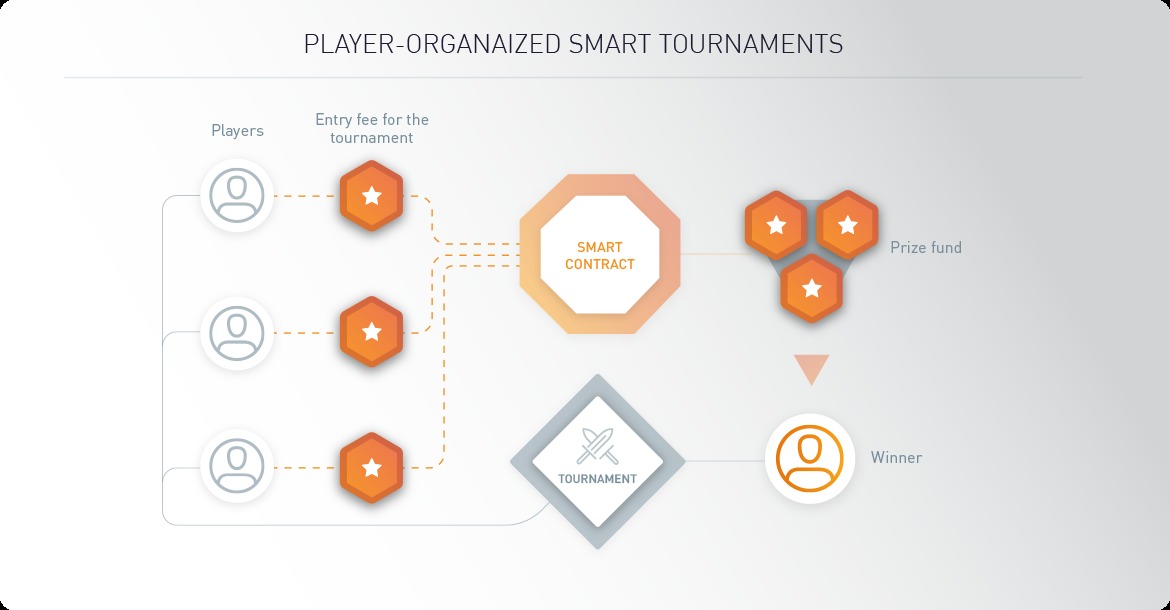 PLAYER-ORGANAIZED SMART TOURNAMENTS
Players
Entry fee for the
tournament
SMART
CONTRACT
Prize fund
TOURNAMENT
Winner